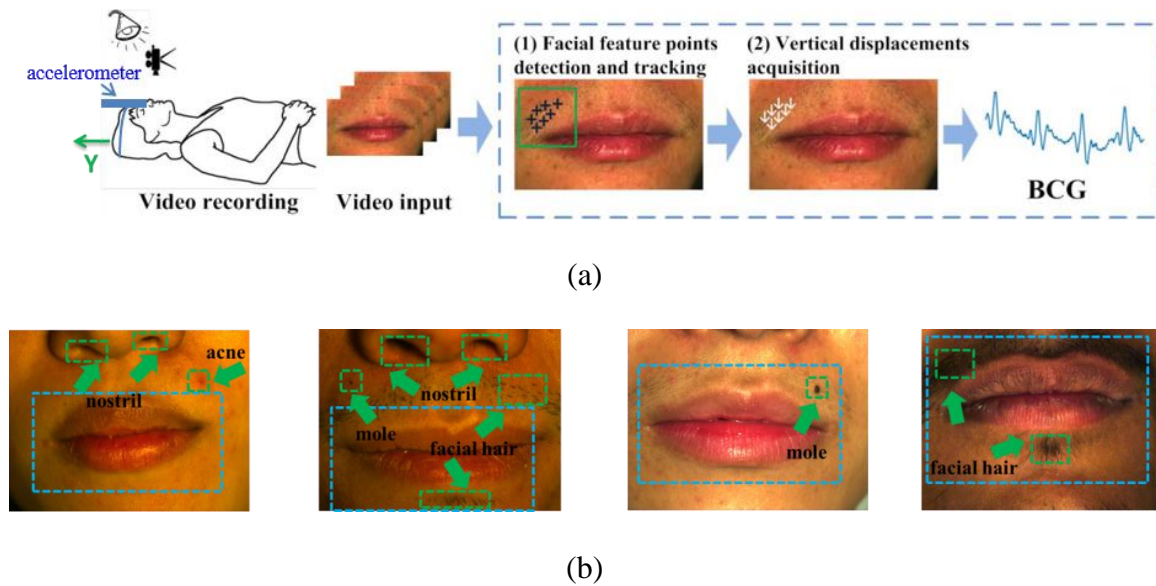 accelerometer
Y
Video recording
Video input
(1) Facial feature points
detection and tracking
(2) Vertical displacements
acquisition
BCG
(a)
acne
nostril
nostril
mole
facial hair
mole
facial hair
(b)